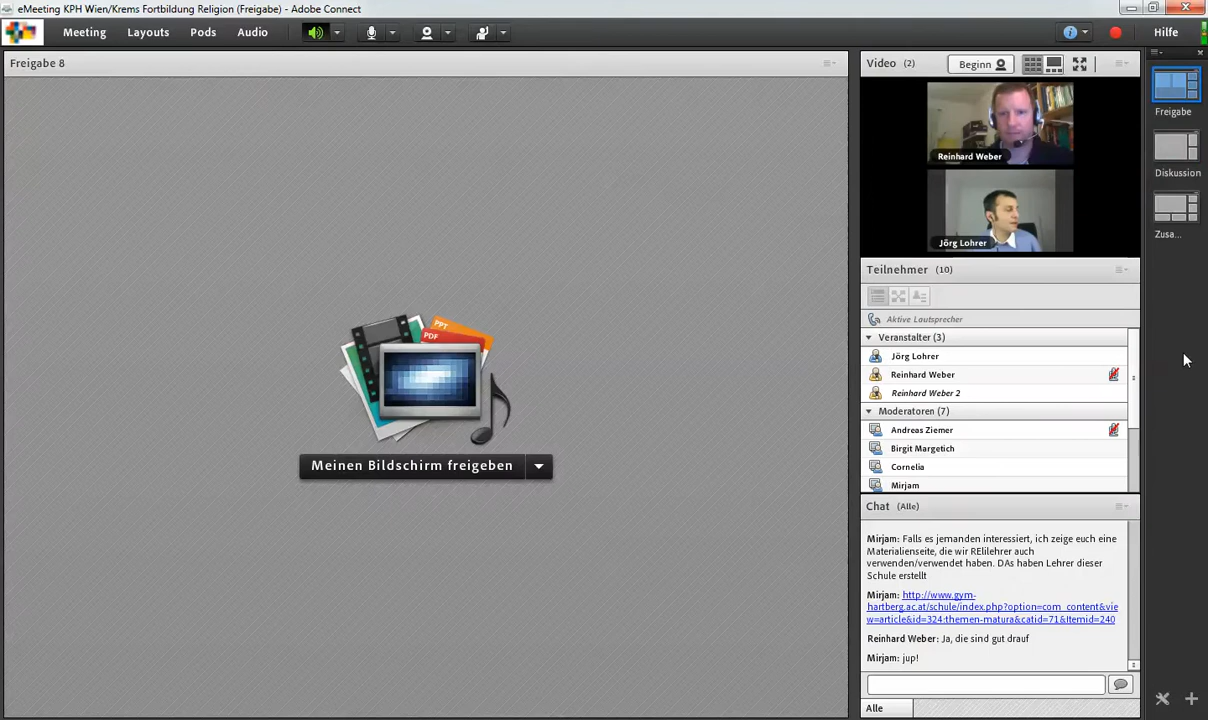 eMeeting KPH Wien/Krems Fortbildung Religion (Freigabe) - Adobe Connect
Meeting Layouts Pods Audio Hilfe
Freigabe 8
PPT
PDF
Meinen Bildschirm freigeben
Video (2)
Beginn
Reinhard Weber
Jörg Lohrer
Teilnehmer (10)
Aktive Lautsprecher
Veranstalter (3)
Jörg Lohrer
Reinhard Weber
Reinhard Weber 2
Moderatoren (7)
Andreas Ziemer
Birgit Margetich
Cornelia
Mirjam
Chat (Alle)
Mirjam: Falls es jemanden interessiert, ich zeige euch eine
Materialienseite, die wir RElilehrer auch
verwenden/verwendet haben. DAs haben Lehrer dieser
Schule erstellt
Mirjam: http://www.gym-
hartberg.ac.at/schule/index.php?option=com_content&vie
w=article&id=324:themen-matura&catid=71&Itemid=240
Reinhard Weber: Ja, die sind gut drauf
Mirjam: jup!
Alle
Freigabe
Diskussion
Zusa...